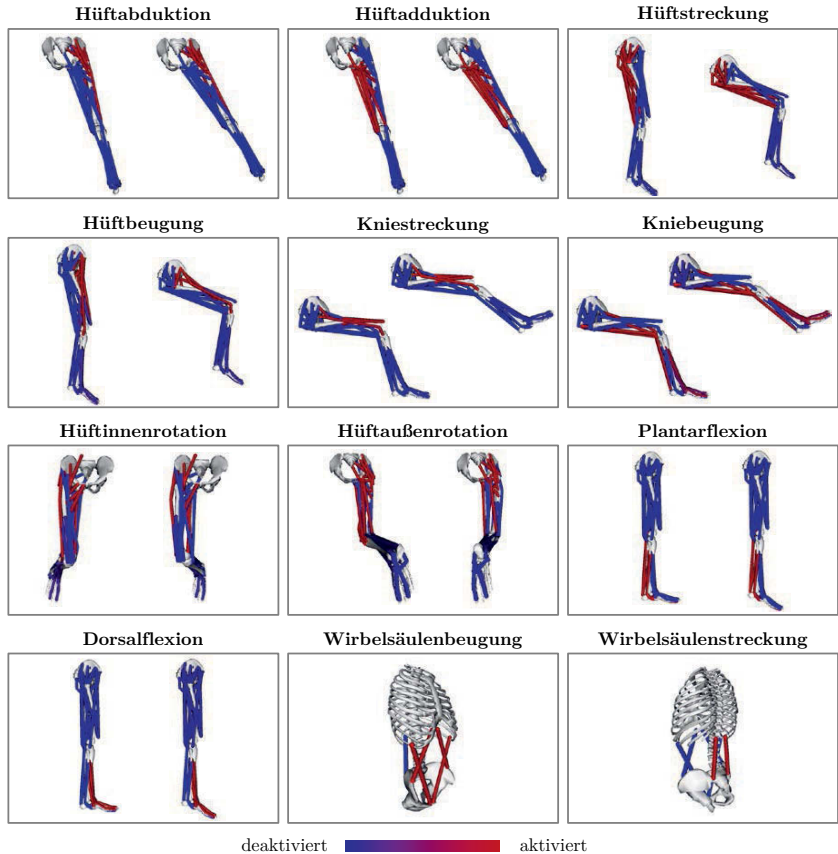 Hüftabduktion
Hüftadduktion
Hüftstreckung
Hüftbeugung
Kniestreckung
Kniebeugung
Hüftinnenrotation
Hüftaußenrotation
Plantarflexion
Dorsalflexion
Wirbelsäulenbeugung
Wirbelsäulenstreckung
deaktiviert
aktiviert